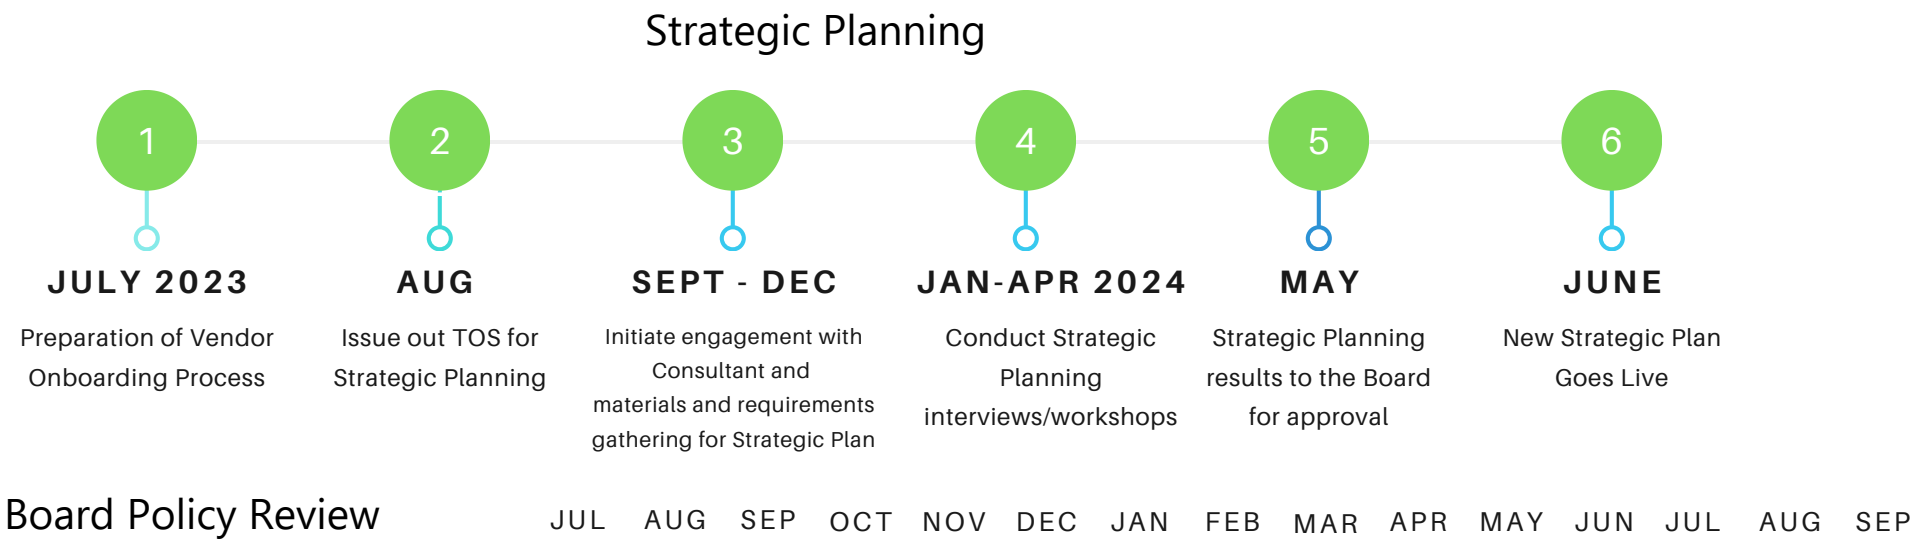 Strategic Planning
1 2 3 4 5 6
JULY 2023
Preparation of Vendor
Onboarding Process
AUG
Issue out TOS for
Strategic Planning
SEPT - DEC
Initiate engagement with
Consultant and
materials and requirements
gathering for Strategic Plan
JAN-APR 2024
Conduct Strategic
Planning
interviews/workshops
MAY
Strategic Planning
results to the Board
for approval
JUNE
New Strategic Plan
Goes Live
Board Policy Review
JUL AUG SEP OCT NOV DEC JAN FEB MAR APR MAY JUN JUL AUG SEP